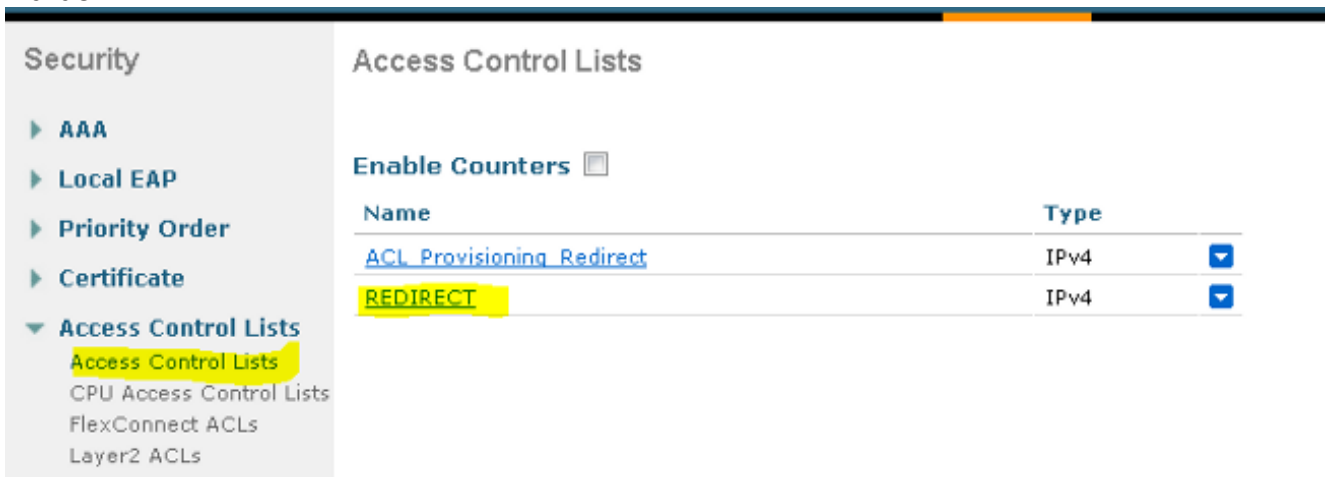 Security
AAA
Local EAP
Priority Order
Certificate
Access Control Lists
Access Control Lists
CPU Access Control Lists
FlexConnect ACLs
Layer2 ACLs
Access Control Lists
Enable Counters
Name Type
ACL_Provisioning_Redirect IPv4
REDIRECT IPv4